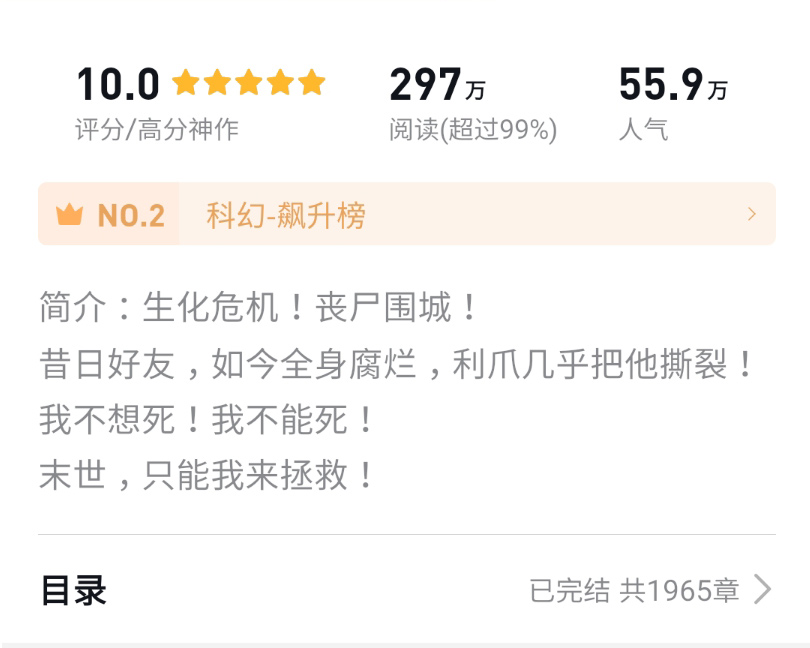 10.0 297万 55.9万
评分/高分神作 阅读(超过99%) 人气
NO.2 科幻-飙升榜
简介：生化危机！丧尸围城！
昔日好友，如今全身腐烂，利爪几乎把他撕裂！
我不想死！我不能死！
末世，只能我来拯救！
目录 已完结 共1965章